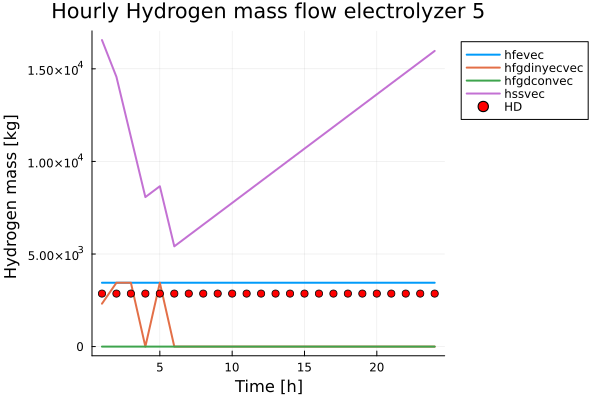 Hourly Hydrogen mass flow electrolyzer 5
hfevec
hfgdinyecvec
hfgdconvec
hssvec
HD
Hydrogen mass [kg]
1.50×10⁴
1.00×10⁴
5.00×10³
0
5 10 15 20
Time [h]